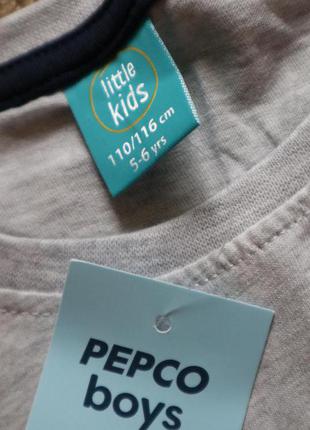 little
kids
110/116 cm
5-6 yrs
PEPCO
boys